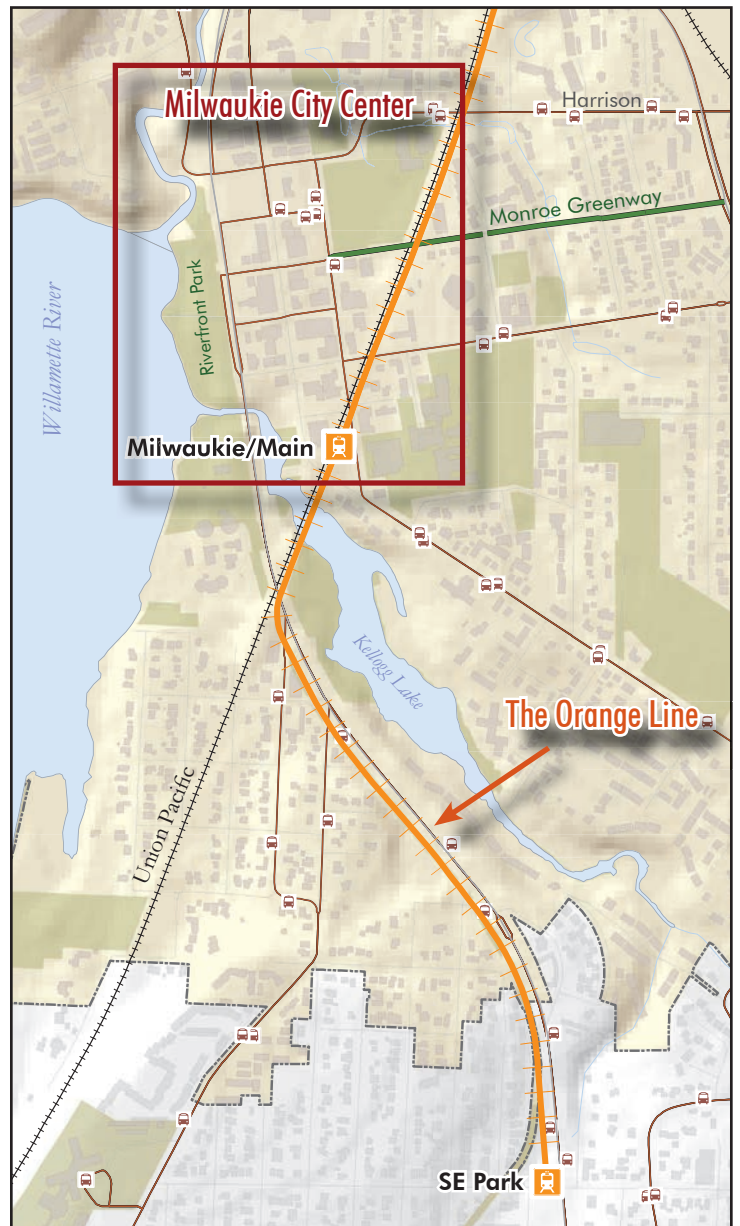 Milwaukie City Center
Harrison
Monroe Greenway
Riverfront Park
Willamette River
Milwaukie/Main
Kellogg Lake
The Orange Line
Union Pacific
SE Park